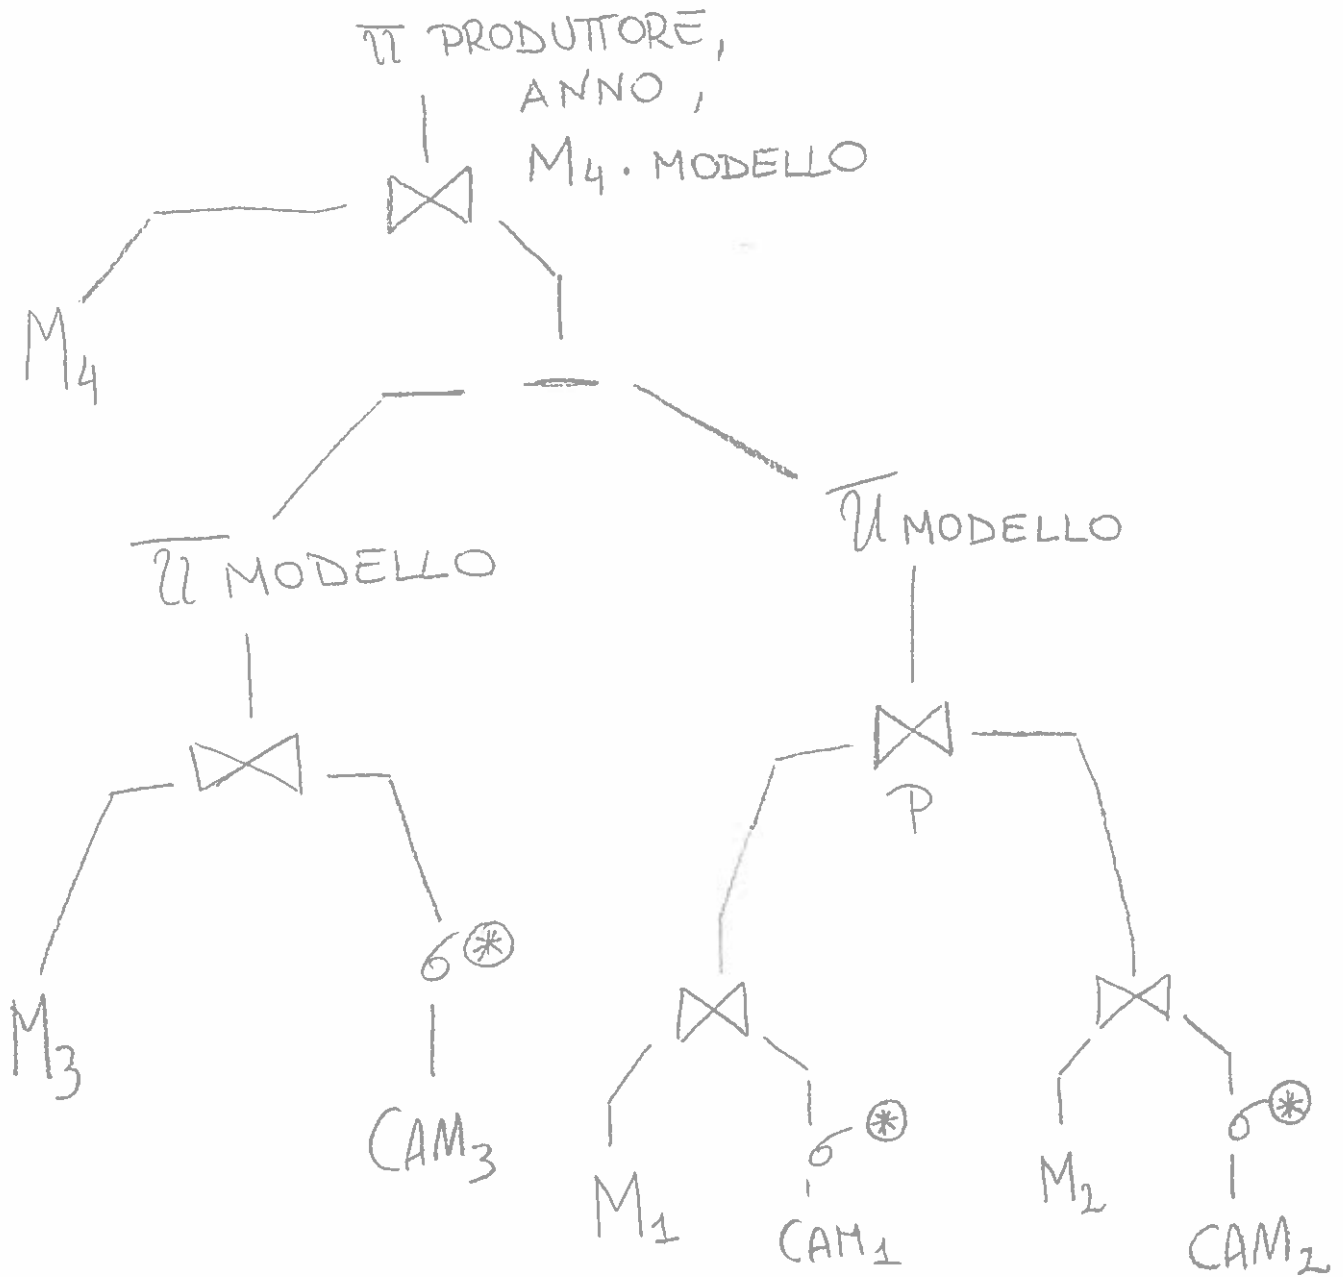 π PRODUTTORE,
ANNO,
M4. MODELLO
M4
π MODELLO
π MODELLO
P
σ *
M3
CAM3
σ *
σ *
M1
CAM1
M2
CAM2